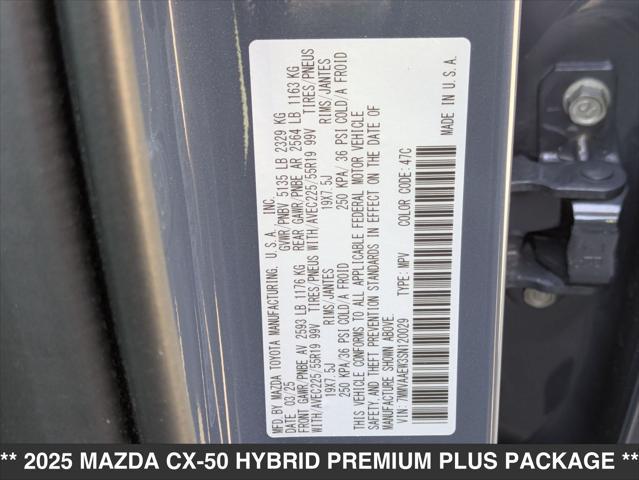 MFD BY MAZDA TOYOTA MANUFACTURING, U.S.A. INC
DATE: 03/25 GVWR/PNBV 5135 LB 2329 KG
FRONT GAWR/PNBE AV 2593 LB 1176 KG REAR GAWR/PNBE AR 2564 LB 1163 KG
WITH/AVEC225/55R19 99V TIRES/PNEUS WITH/AVEC225/55R19 99V TIRES/PNEUS
19X7.5J RIMS/JANTES 19X7.5J RIMS/JANTES
250 KPA/36 PSI COLD/A FROID 250 KPA/ 36 PSI COLD/A FROID
THIS VEHICLE CONFORMS TO ALL APPLICABLE FEDERAL MOTOR VEHICLE
SAFETY AND THEFT PREVENTION STANDARDS IN EFFECT ON THE DATE OF
MANUFACTURE SHOWN ABOVE.
VIN: 7MMVAAEW3SN120029 TYPE: MPV COLOR CODE: 47C
MADE IN U.S.A.
** 2025 MAZDA CX-50 HYBRID PREMIUM PLUS PACKAGE **